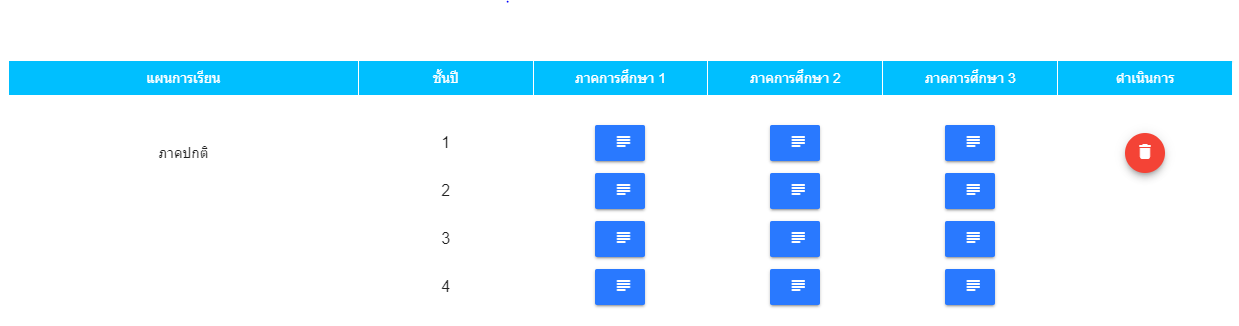 แผนการเรียน ชั้นปี ภาคการศึกษา 1 ภาคการศึกษา 2 ภาคการศึกษา 3 ดำเนินการ
ภาคปกติ 1
2
3
4